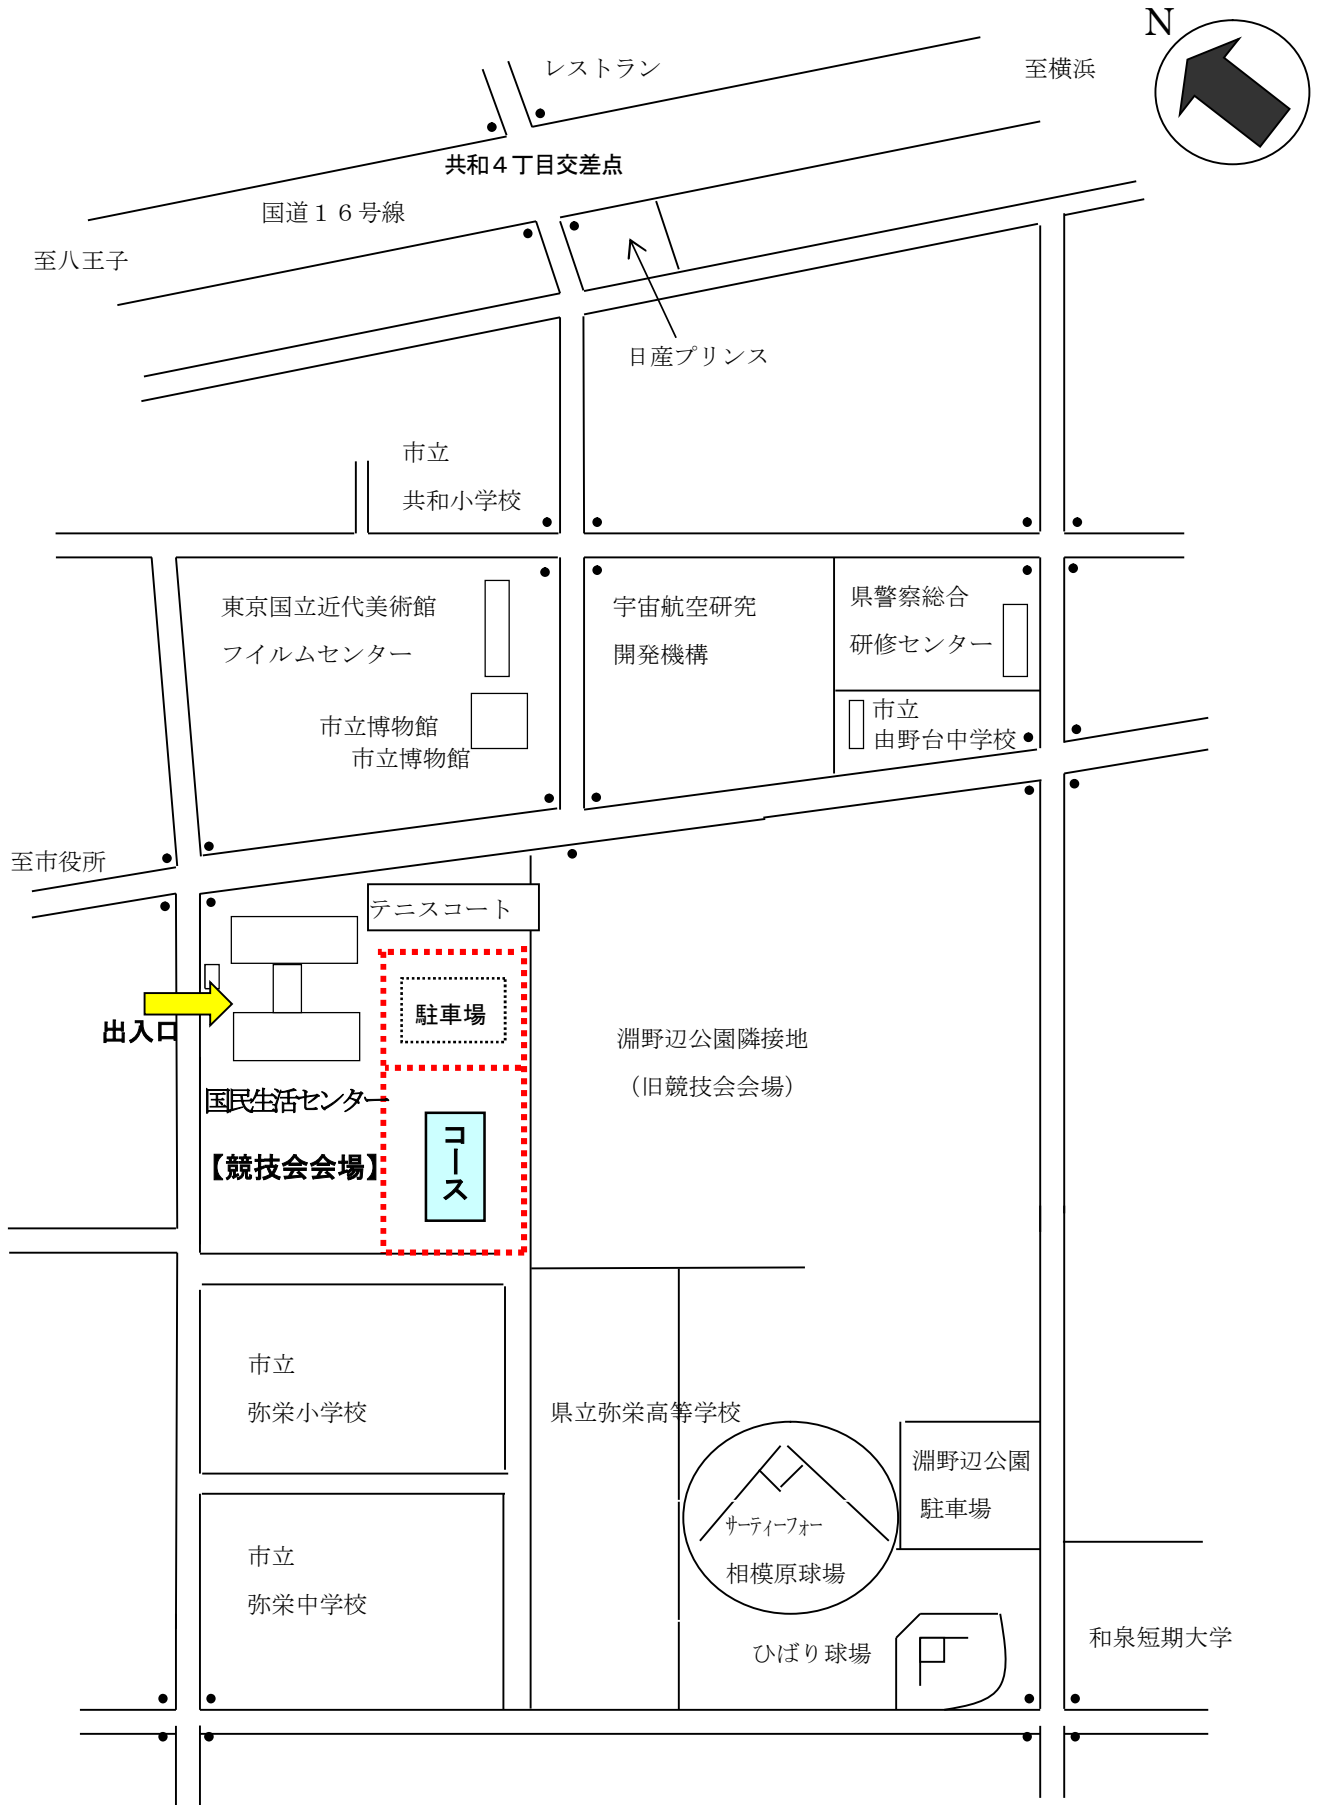 N
レストラン
至横浜
共和４丁目交差点
国道１６号線
至八王子
日産プリンス
市立
共和小学校
東京国立近代美術館
フイルムセンター
宇宙航空研究
開発機構
県警察総合
研修センター
市立博物館
市立博物館
市立
由野台中学校
至市役所
テニスコート
駐車場
出入口
淵野辺公園隣接地
（旧競技会会場）
国民生活センター
【競技会会場】
コース
市立
弥栄小学校
県立弥栄高等学校
淵野辺公園
駐車場
ｻｰﾃｨｰﾌｫｰ
相模原球場
市立
弥栄中学校
ひばり球場
和泉短期大学